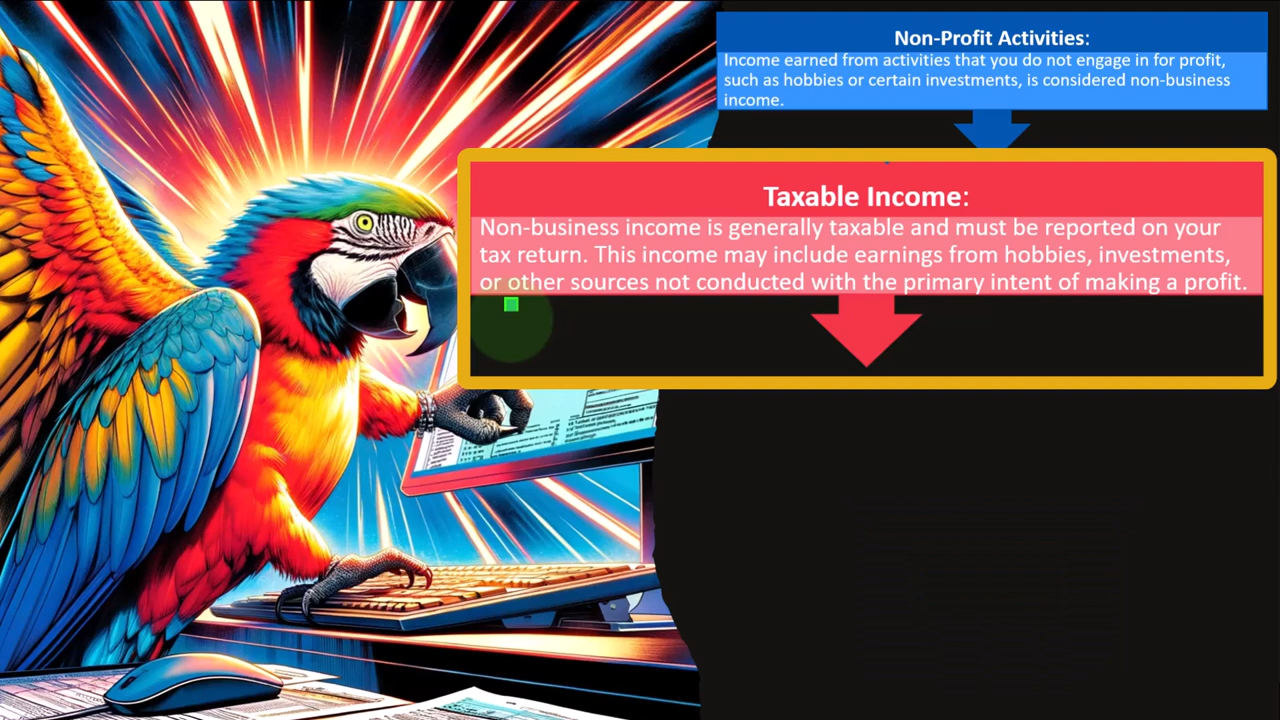 Non-Profit Activities:
Income earned from activities that you do not engage in for profit,
such as hobbies or certain investments, is considered non-business
income.
Taxable Income:
Non-business income is generally taxable and must be reported on your
tax return. This income may include earnings from hobbies, investments,
or other sources not conducted with the primary intent of making a profit.